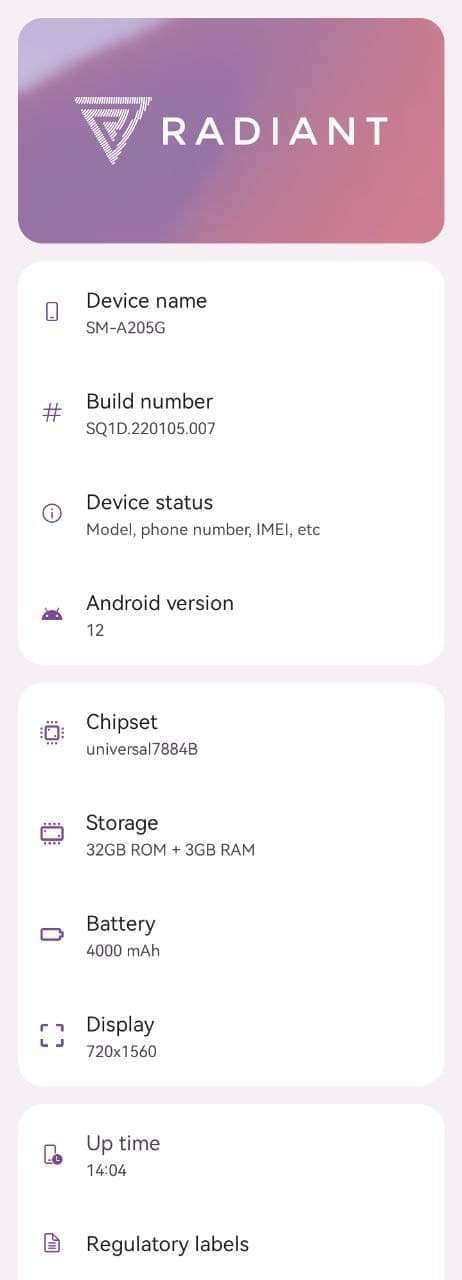 RADIANT
Device name
SM-A205G
Build number
SQ1D.220105.007
Device status
Model, phone number, IMEI, etc
Android version
12
Chipset
universal7884B
Storage
32GB ROM + 3GB RAM
Battery
4000 mAh
Display
720x1560
Up time
14:04
Regulatory labels